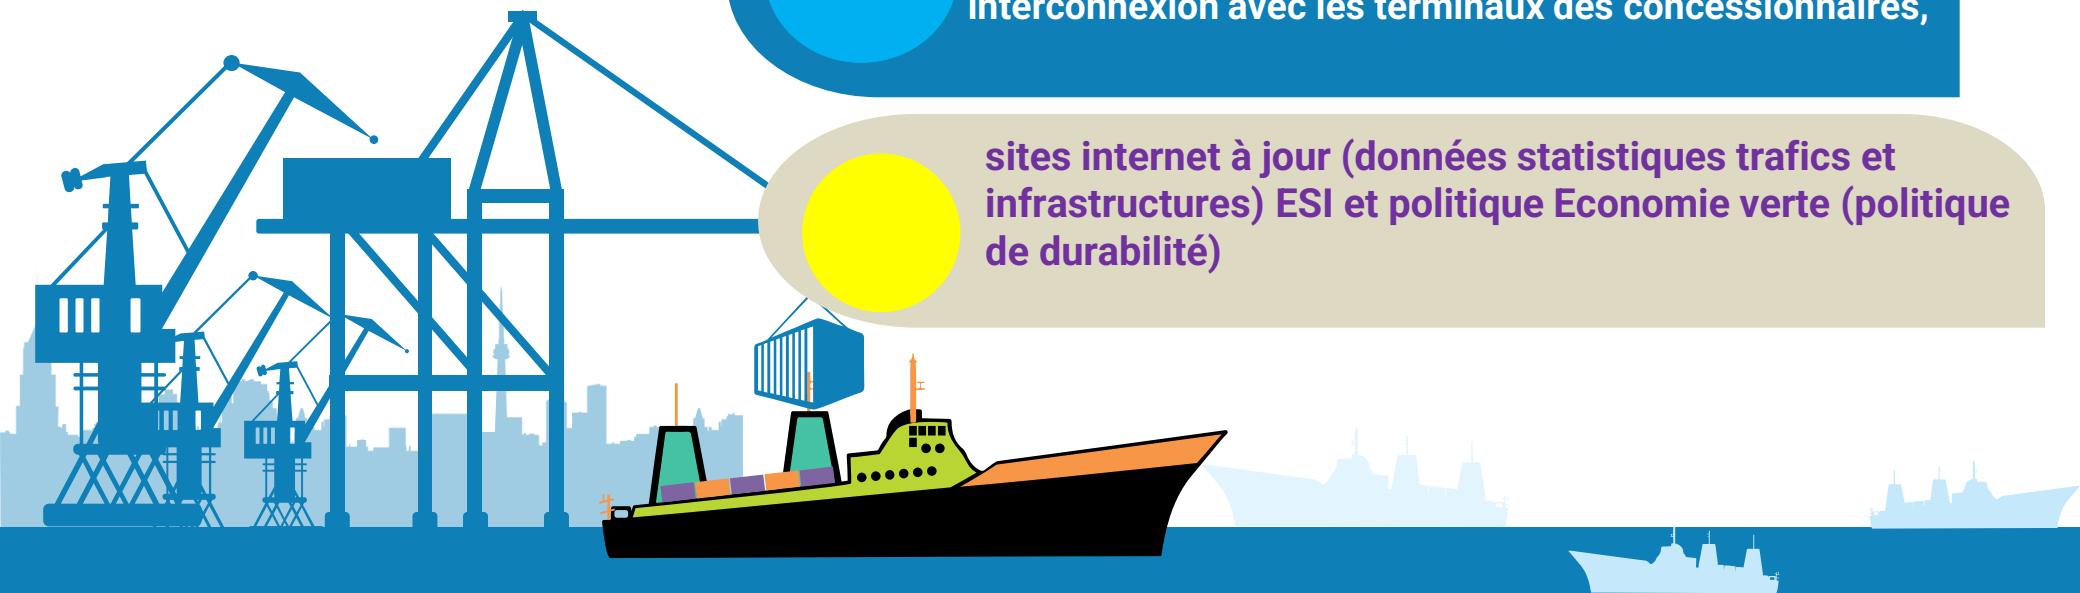 interconnexion avec les terminaux des concessionnaires,
sites internet à jour (données statistiques trafics et
infrastructures) ESI et politique Economie verte (politique
de durabilité)